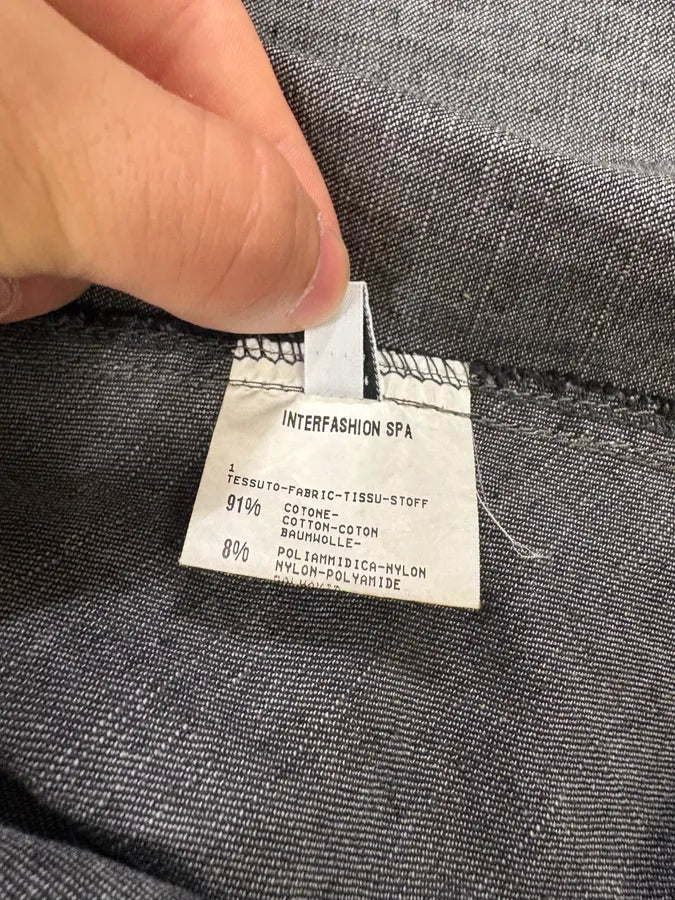 INTERFASHION SPA
1
TESSUTO-FABRIC-TISSU-STOFF
91% COTONE-
COTTON-COTON
BAUMWOLLE-
8% POLIAMMIDICA-NYLON
NYLON-POLYAMIDE